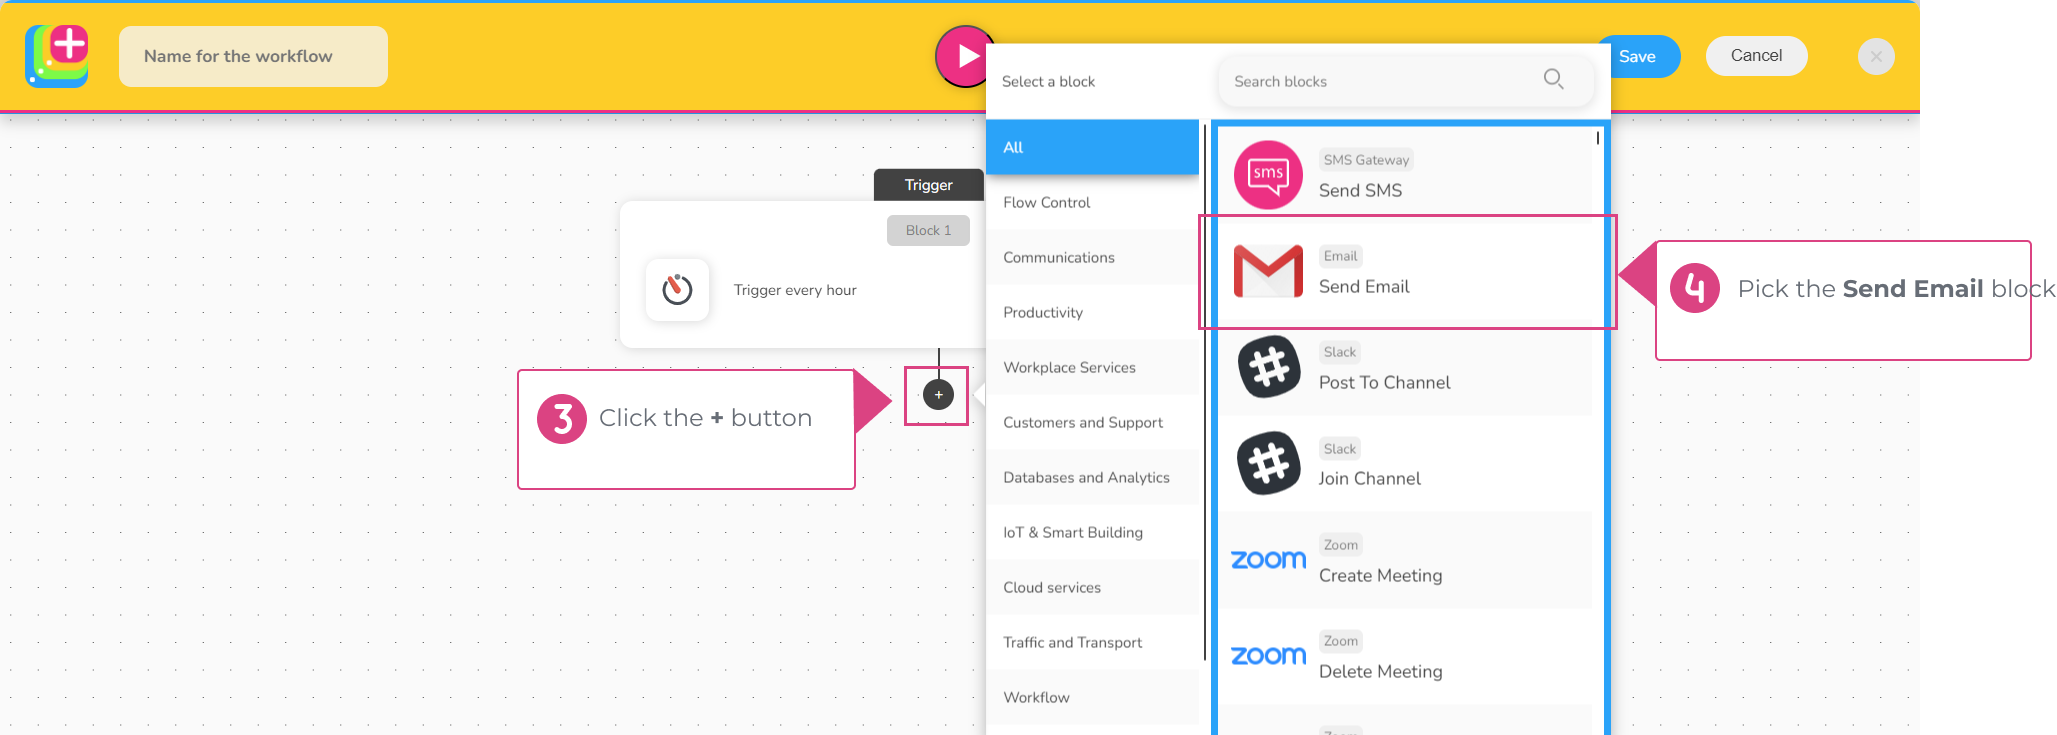 Name for the workflow
Save
Cancel
Select a block
Search blocks
All
Flow Control
Communications
Productivity
Workplace Services
Customers and Support
Databases and Analytics
IoT & Smart Building
Cloud services
Traffic and Transport
Workflow
sms
SMS Gateway
Send SMS
Email
Send Email
Slack
Post To Channel
Slack
Join Channel
zoom
Zoom
Create Meeting
zoom
Zoom
Delete Meeting
Zoom
Trigger
Block 1
Trigger every hour
+
3 Click the + button
4 Pick the Send Email block